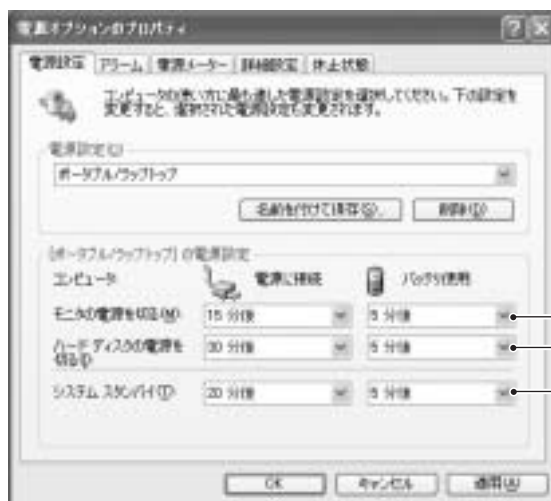 電源オプションのプロパティ
電源設定 アラーム 電源メーター 詳細設定 休止状態
コンピュータの使い方に最も適した電源設定を選択してください。下の設定を
変更すると、選択された電源設定も変更されます。
電源設定(C)
ポータブル/ラップトップ
名前を付けて保存(S)... 削除(D)
[ポータブル/ラップトップ] の電源設定
コンピュータ 電源に接続 バッテリ使用
モニタの電源を切る(M) 15 分後 5 分後
ハード ディスクの電源を
切る(I) 30 分後 5 分後
システム スタンバイ(T) 20 分後 5 分後
OK キャンセル 適用(A)